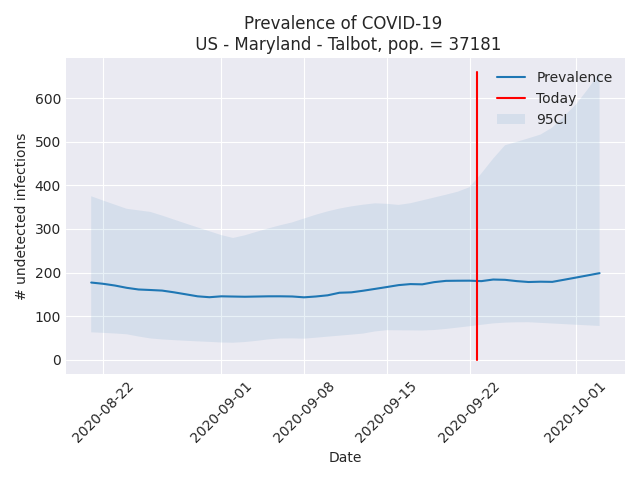 Prevalence of COVID-19
US - Maryland - Talbot, pop. = 37181
Prevalence
Today
95CI
# undetected infections
600
500
400
300
200
100
0
2020-08-22
2020-09-01
2020-09-08
2020-09-15
2020-09-22
2020-10-01
Date